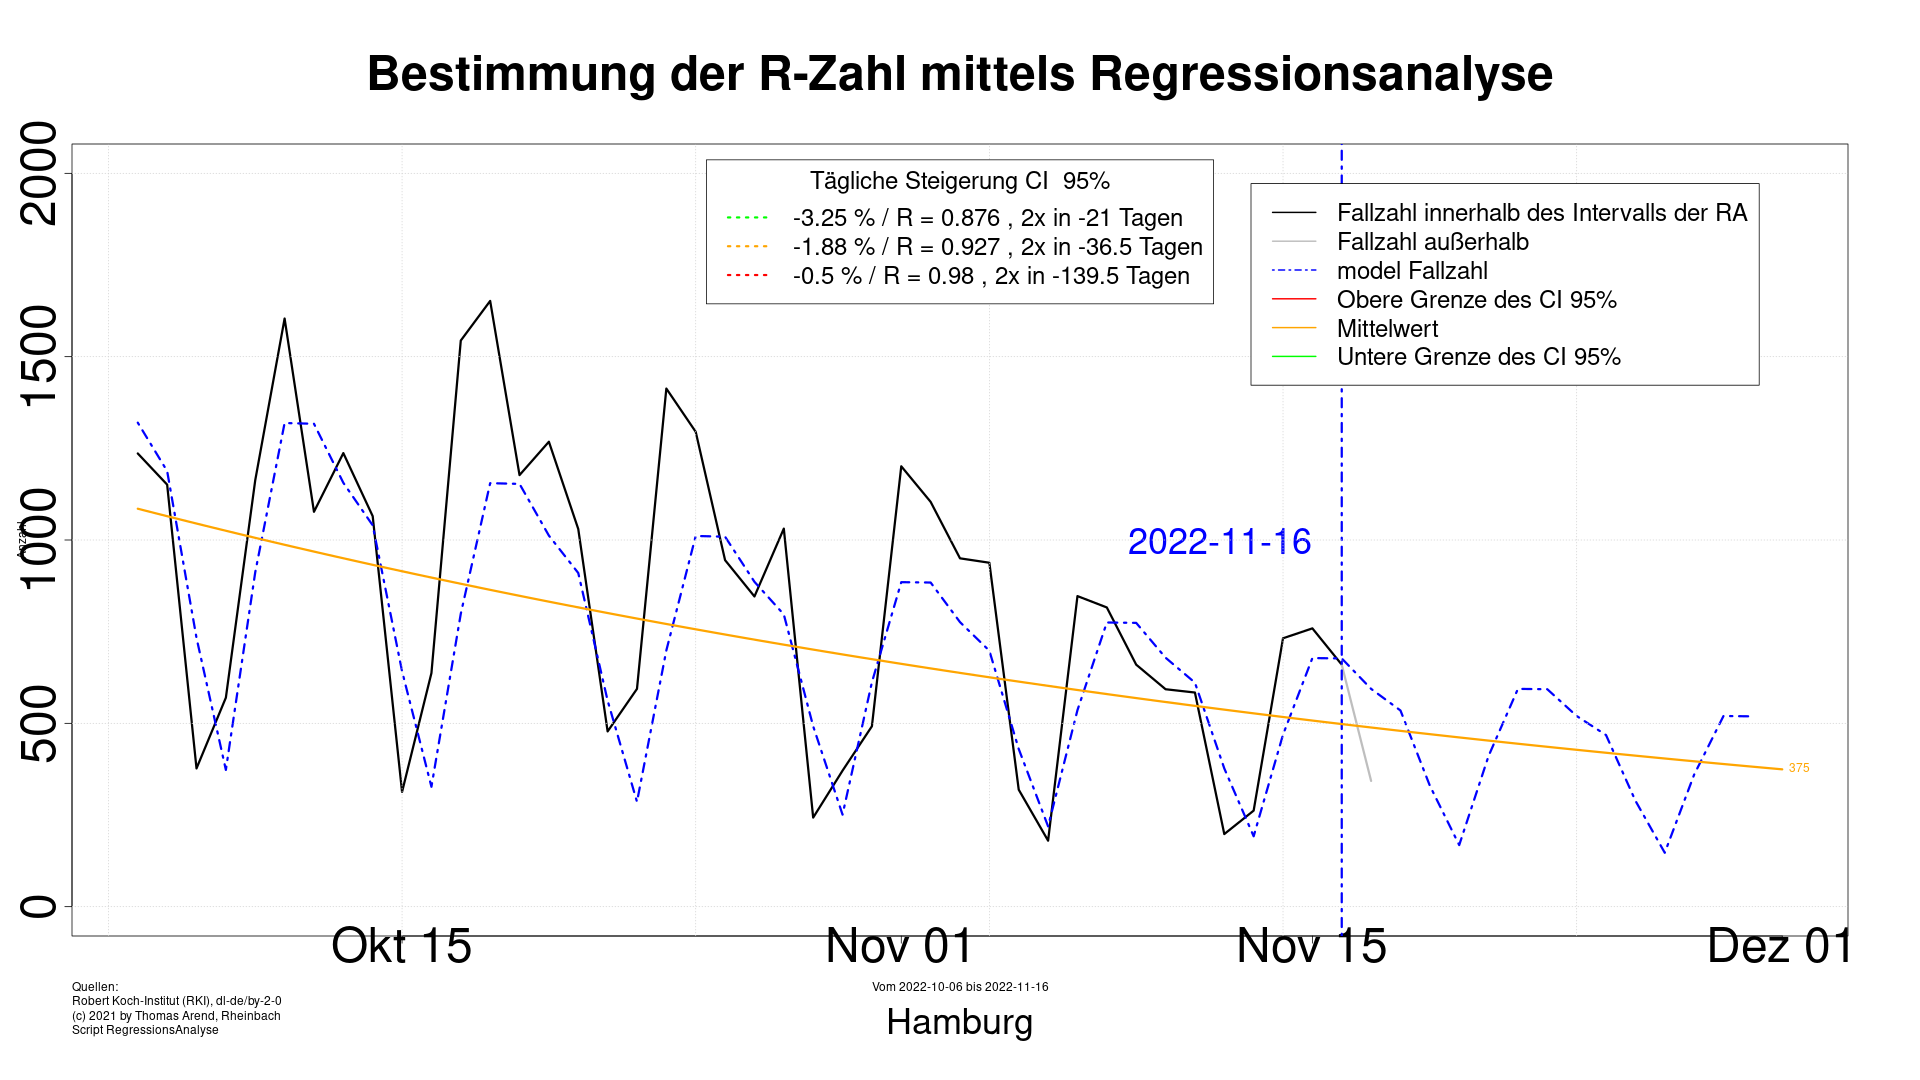 Bestimmung der R-Zahl mittels Regressionsanalyse
2000
1500
1000
500
0
Anzahl
Tägliche Steigerung CI  95%
-3.25 % / R = 0.876 , 2x in -21 Tagen
-1.88 % / R = 0.927 , 2x in -36.5 Tagen
-0.5 % / R = 0.98 , 2x in -139.5 Tagen
Fallzahl innerhalb des Intervalls der RA
Fallzahl außerhalb
model Fallzahl
Obere Grenze des CI 95%
Mittelwert
Untere Grenze des CI 95%
2022-11-16
375
Okt 15
Nov 01
Nov 15
Dez 01
Quellen:
Robert Koch-Institut (RKI), dl-de/by-2-0
(c) 2021 by Thomas Arend, Rheinbach
Script RegressionsAnalyse
Vom 2022-10-06 bis 2022-11-16
Hamburg